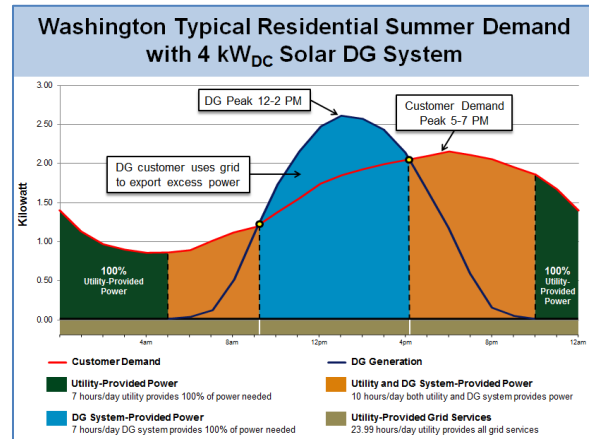 Washington Typical Residential Summer Demand
with 4 kWDC Solar DG System
3.00
2.50
2.00
1.50
1.00
0.50
0.00
Kilowatt
DG Peak 12-2 PM
Customer Demand
Peak 5-7 PM
DG customer uses grid
to export excess power
100%
Utility-Provided
Power
100%
Utility-
Provided
Power
4am
8am
12pm
4pm
8pm
12am
Customer Demand
DG Generation
Utility-Provided Power
7 hours/day utility provides 100% of power needed
Utility and DG System-Provided Power
10 hours/day both utility and DG system provides power
DG System-Provided Power
7 hours/day DG system provides 100% of power needed
Utility-Provided Grid Services
23.99 hours/day utility provides all grid services